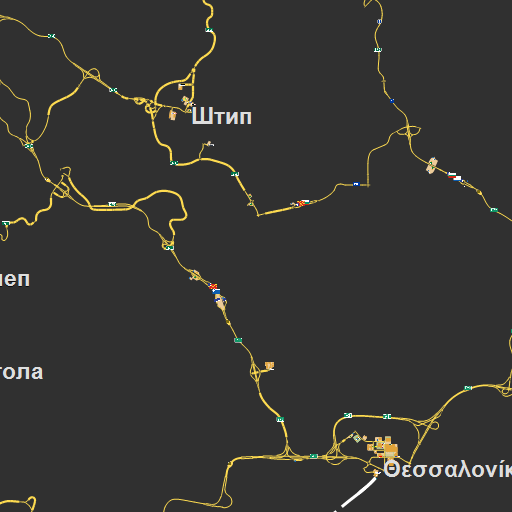 Штип
леп
тола
Θεσσαλονίκ